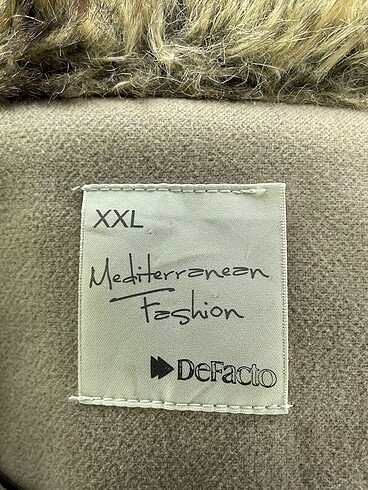 XXL
Mediterranean
Fashion
DeFacto